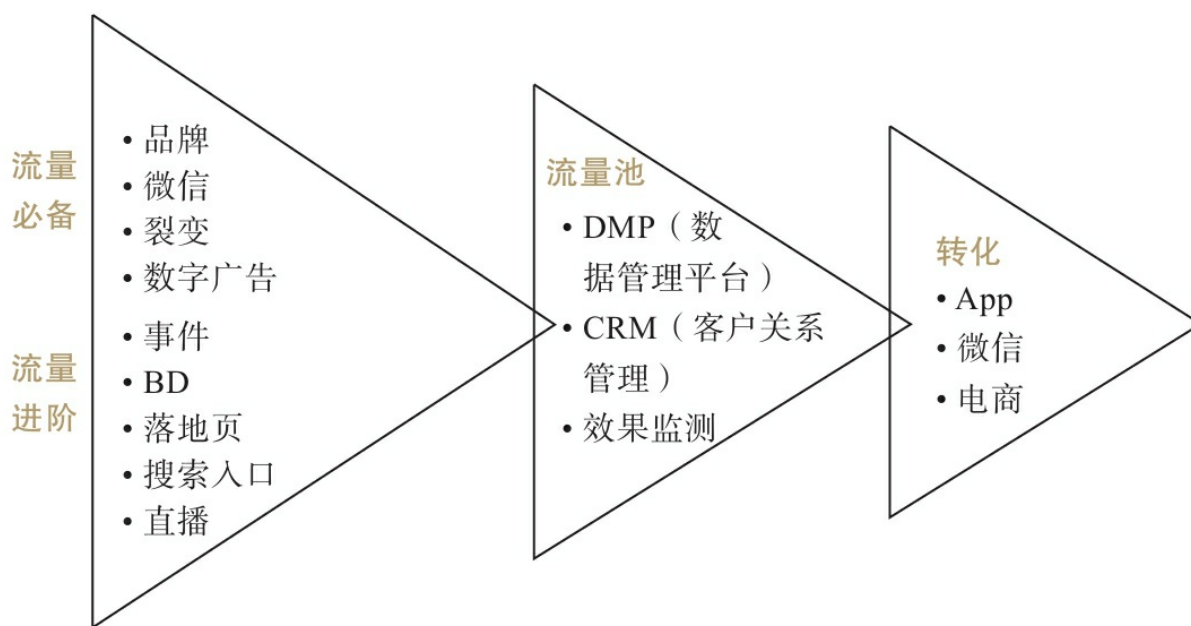 流量
必备
• 品牌
• 微信
• 裂变
• 数字广告
流量
进阶
• 事件
• BD
• 落地页
• 搜索入口
• 直播
流量池
• DMP（数
据管理平台）
• CRM（客户关系
管理）
• 效果监测
转化
• App
• 微信
• 电商